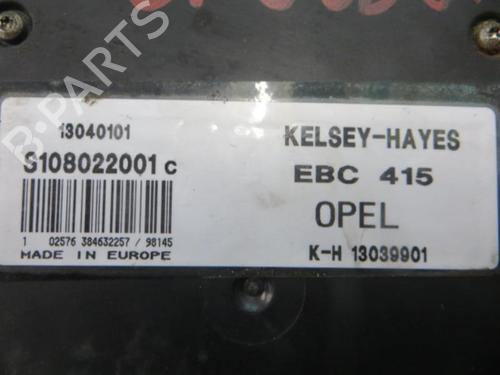 B-PARTS
13040101
S108022001 c
1 02576 384632257 / 98145
MADE IN EUROPE
KELSEY-HAYES
EBC 415
OPEL
K-H 13039901